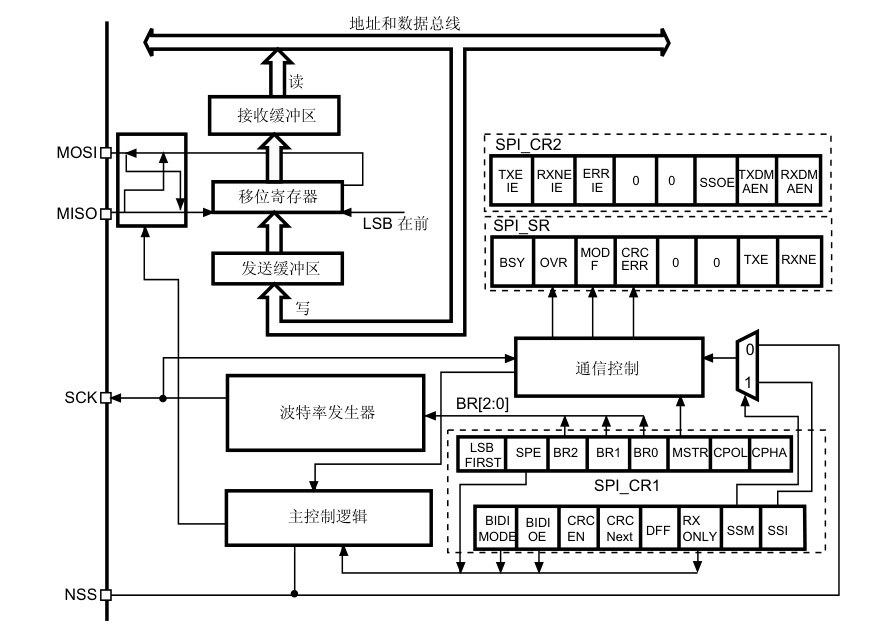 地址和数据总线
读
接收缓冲区
MOSI
移位寄存器
MISO
LSB 在前
发送缓冲区
写
SPI_CR2
TXE IE
RXNE IE
ERR IE
0
0
SSOE
TXDM AEN
RXDM AEN
SPI_SR
BSY
OVR
MOD F
CRC ERR
0
0
TXE
RXNE
通信控制
0
1
SCK
波特率发生器
BR[2:0]
LSB FIRST
SPE
BR2
BR1
BR0
MSTR
CPOL
CPHA
SPI_CR1
主控制逻辑
BIDI MODE
BIDI OE
CRC EN
CRC Next
DFF
RX ONLY
SSM
SSI
NSS